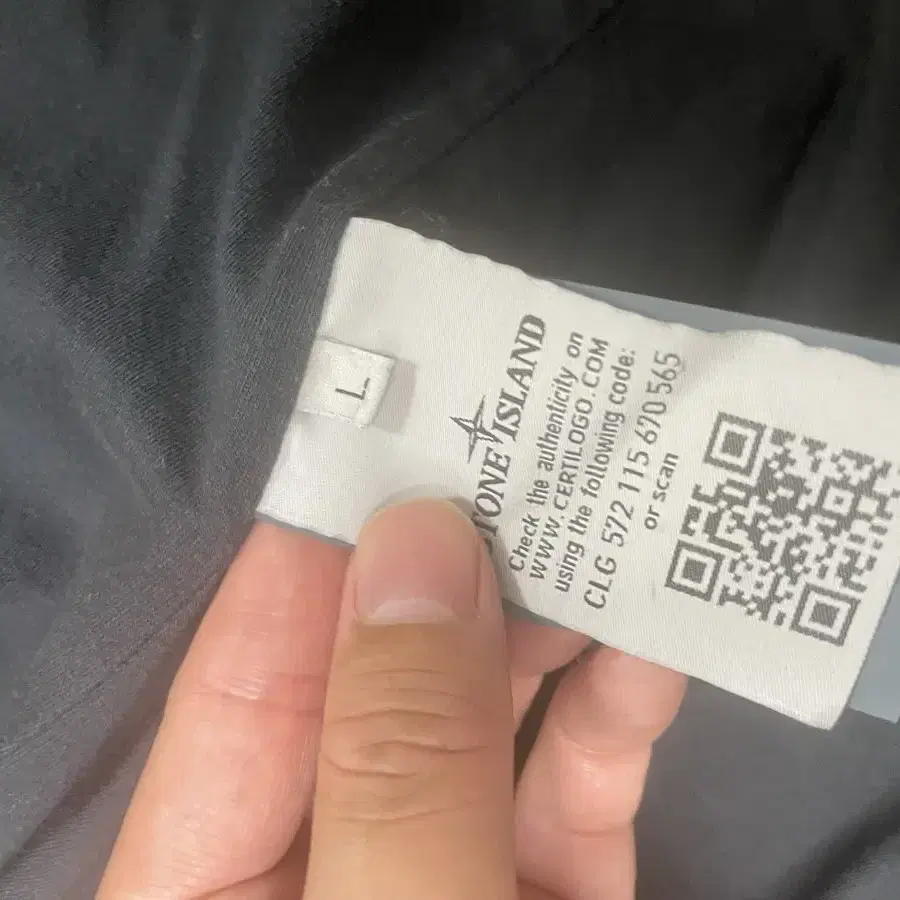 L
STONE ISLAND
Check the authenticity on
WWW.CERTILOGO.COM
using the following code:
CLG 572 115 670 565
or scan